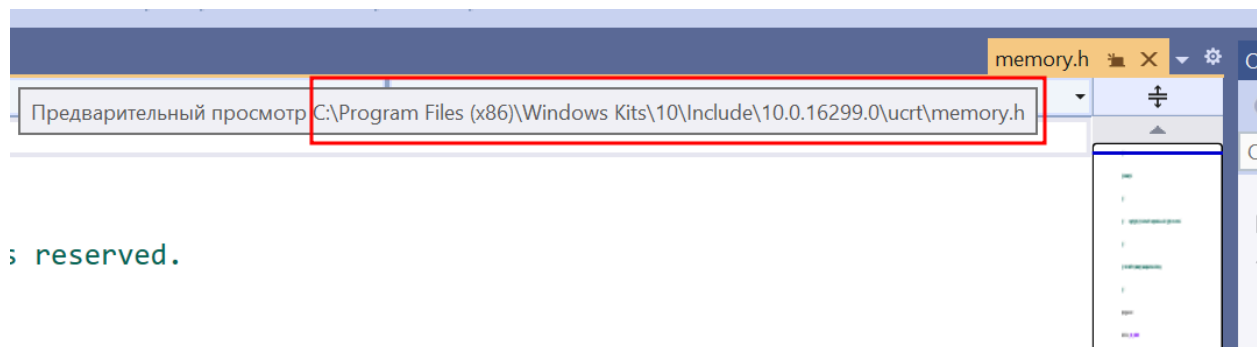 memory.h
Предварительный просмотр C:\Program Files (x86)\Windows Kits\10\Include\10.0.16299.0\ucrt\memory.h
s reserved.